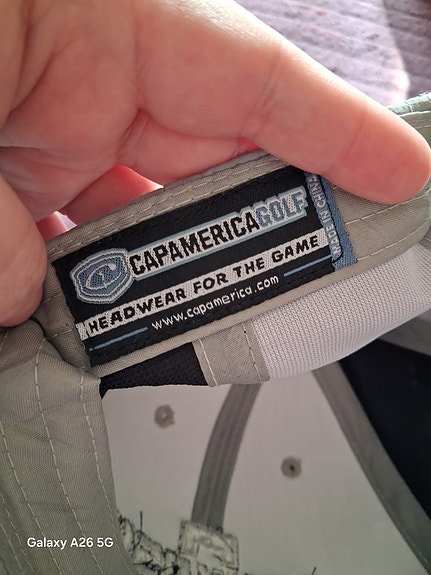 CAPAMERICAGOLF
HEADWEAR FOR THE GAME
www.capamerica.com
MADE IN CHINA
Galaxy A26 5G